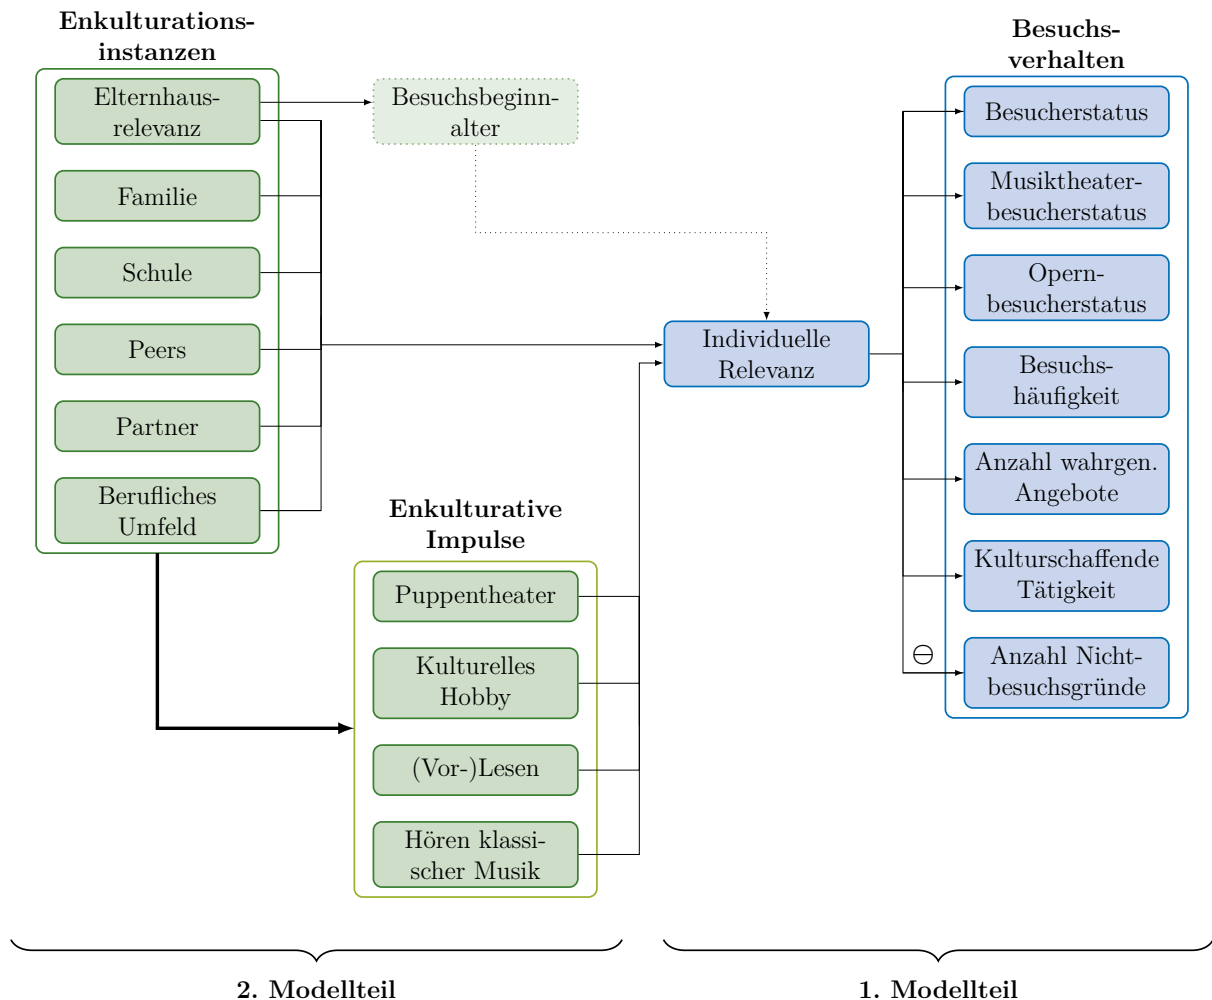 Enkulturations-
instanzen
Elternhaus-
relevanz
Familie
Schule
Peers
Partner
Berufliches
Umfeld
Besuchsbeginn-
alter
Enkulturative
Impulse
Puppentheater
Kulturelles
Hobby
(Vor-)Lesen
Hören klassi-
scher Musik
Individuelle
Relevanz
Besuchs-
verhalten
Besucherstatus
Musiktheater-
besucherstatus
Opern-
besucherstatus
Besuchs-
häufigkeit
Anzahl wahrgen.
Angebote
Kulturschaffende
Tätigkeit
⊖
Anzahl Nicht-
besuchsgründe
2. Modellteil
1. Modellteil